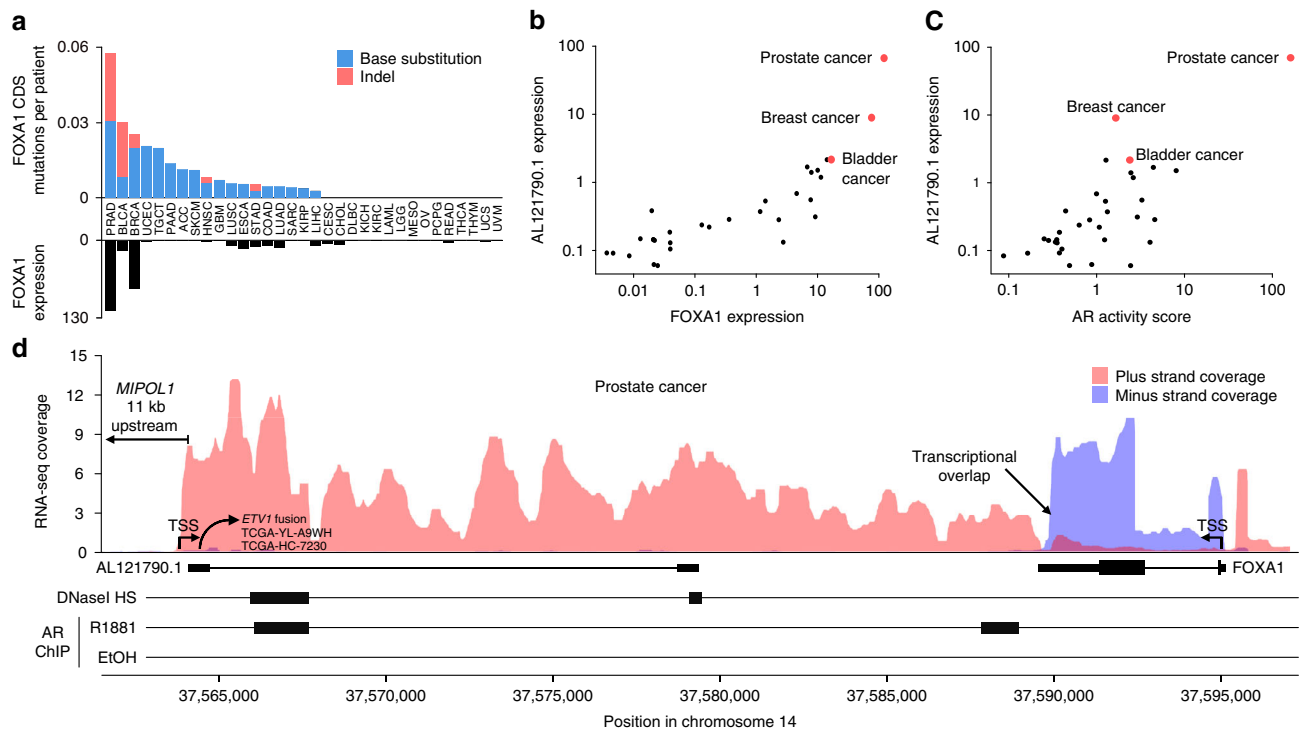 a
FOXA1 CDS
mutations per patient
0.06
0.03
0
Base substitution
Indel
PRAD
BLCA
BRCA
UCEC
TGCT
PAAD
ACC
SKCM
HNSC
GBM
LUSC
ESCA
STAD
COAD
LUAD
SARC
KIRP
LIHC
CESC
CHOL
DLBC
KICH
KIRC
LAML
LGG
MESO
OV
PCPG
READ
THCA
THYM
UCS
UVM
FOXA1
expression
0
130
b
AL121790.1 expression
100
10
1
0.1
Prostate cancer
Breast cancer
Bladder
cancer
0.01
0.1
1
10
100
FOXA1 expression
C
AL121790.1 expression
100
10
1
0.1
Prostate cancer
Breast cancer
Bladder cancer
0.1
1
10
100
AR activity score
d
RNA-seq coverage
15
12
9
6
3
0
MIPOL1
11 kb
upstream
Prostate cancer
Plus strand coverage
Minus strand coverage
Transcriptional
overlap
TSS
ETV1 fusion
TCGA-YL-A9WH
TCGA-HC-7230
TSS
AL121790.1
FOXA1
DNaseI HS
AR
ChIP
R1881
EtOH
37,565,000
37,570,000
37,575,000
37,580,000
37,585,000
37,590,000
37,595,000
Position in chromosome 14